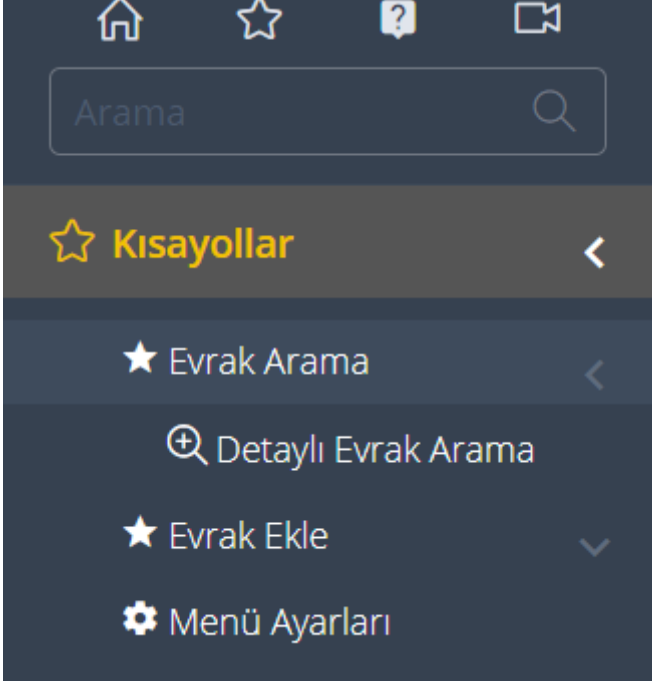 Arama
Kısayollar
Evrak Arama
Detaylı Evrak Arama
Evrak Ekle
Menü Ayarları